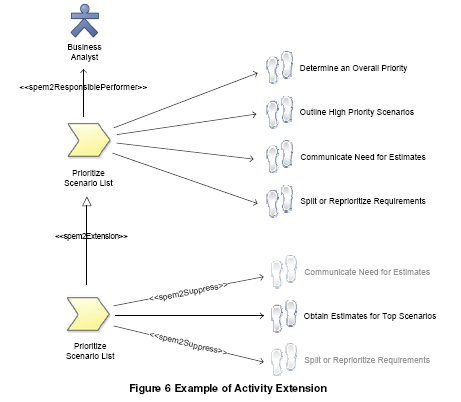 Business
Analyst
<<spem2ResponsiblePerformer>>
Determine an Overall Priority
Outline High Priority Scenarios
Communicate Need for Estimates
Split or Reprioritize Requirements
Prioritize
Scenario List
<<spem2Extension>>
<<spem2Suppress>>
Communicate Need for Estimates
Obtain Estimates for Top Scenarios
<<spem2Suppress>>
Split or Reprioritize Requirements
Prioritize
Scenario List
Figure 6 Example of Activity Extension